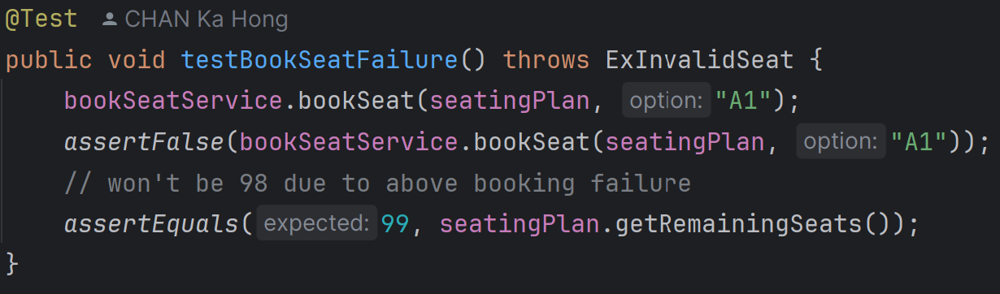 @Test CHAN Ka Hong
public void testBookSeatFailure() throws ExInvalidSeat {
bookSeatService.bookSeat(seatingPlan, option: "A1");
assertFalse(bookSeatService.bookSeat(seatingPlan, option: "A1"));
// won't be 98 due to above booking failure
assertEquals(expected: 99, seatingPlan.getRemainingSeats());
}